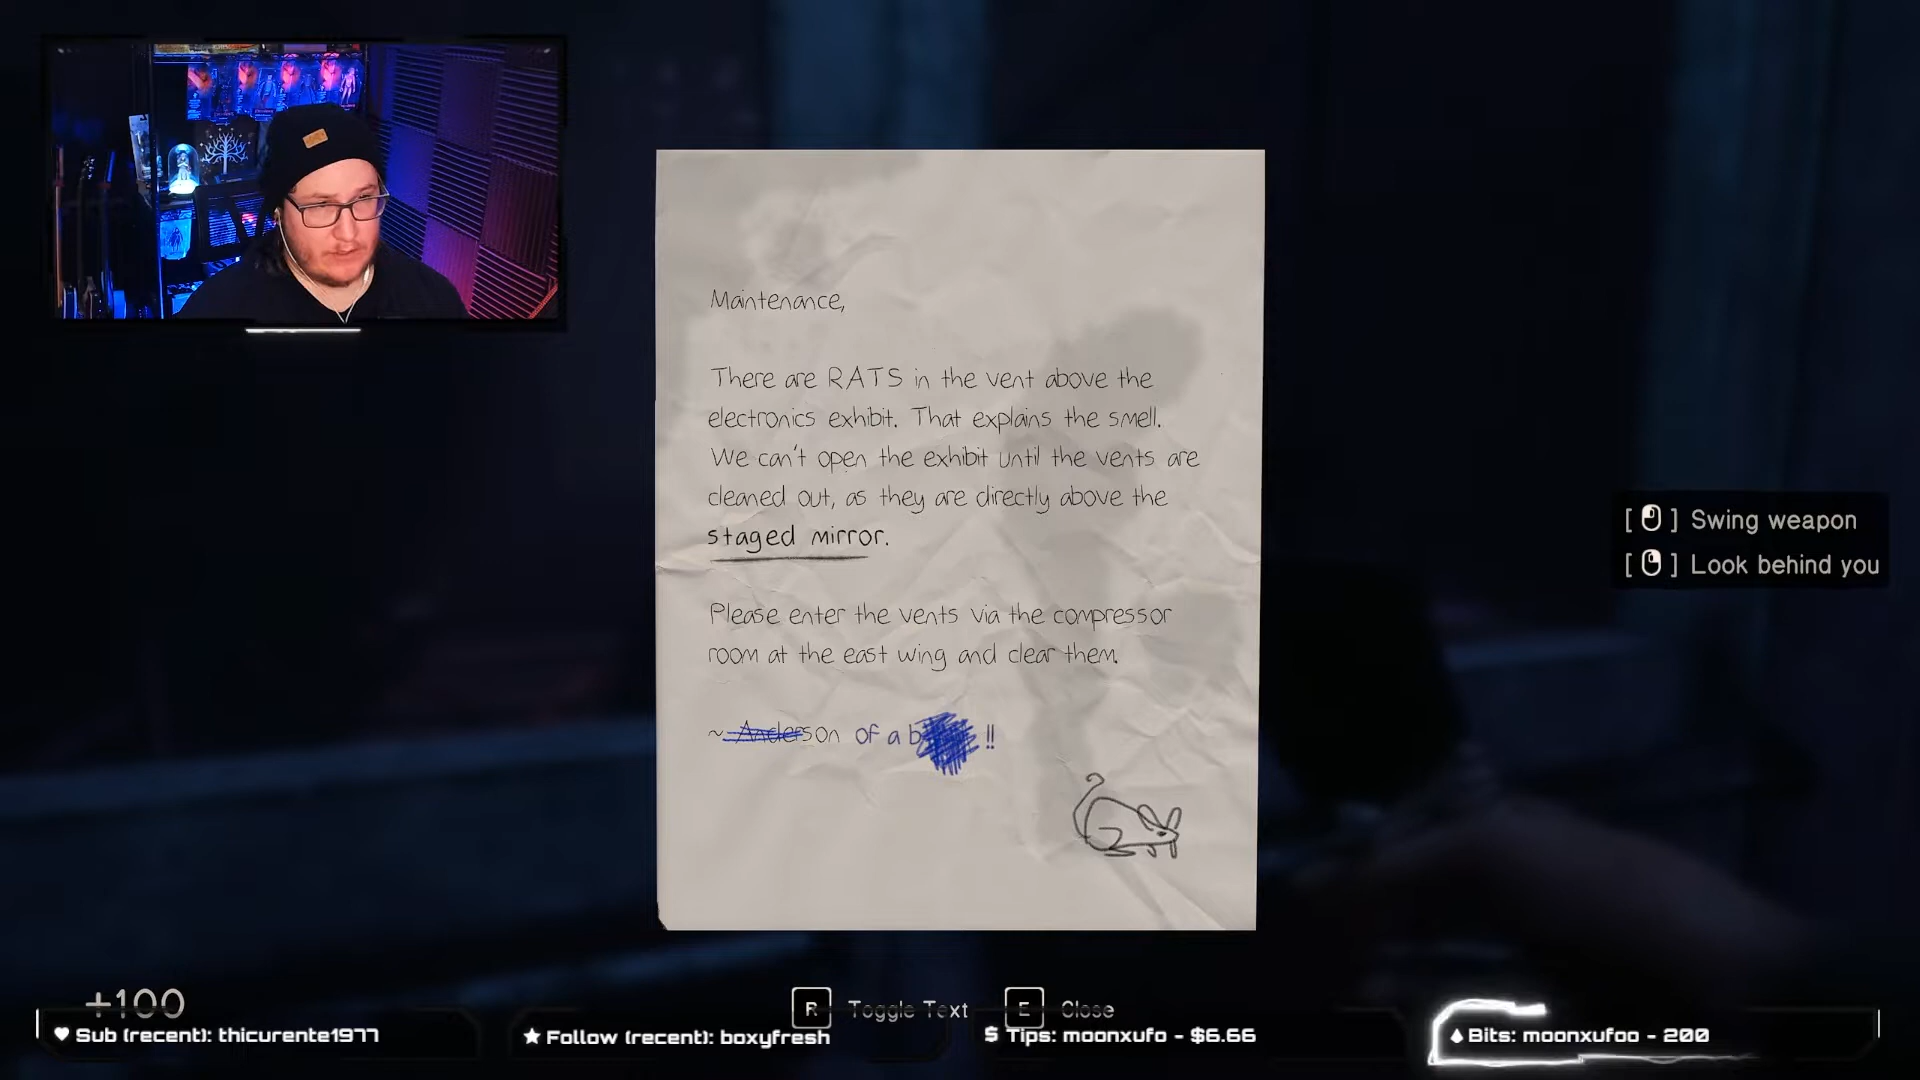 Maintenance,
There are RATS in the vent above the
electronics exhibit. That explains the smell.
We can't open the exhibit until the vents are
cleaned out, as they are directly above the
staged mirror.
Please enter the vents via the compressor
room at the east wing and clear them.
~ Anderson of a b !!
[ ] Swing weapon
[ ] Look behind you
+100
R Toggle Text E Close
Sub (recent): thicurente1977
Follow (recent): boxyfresh
$ Tips: moonxufo - $6.66
Bits: moonxufoo - 200